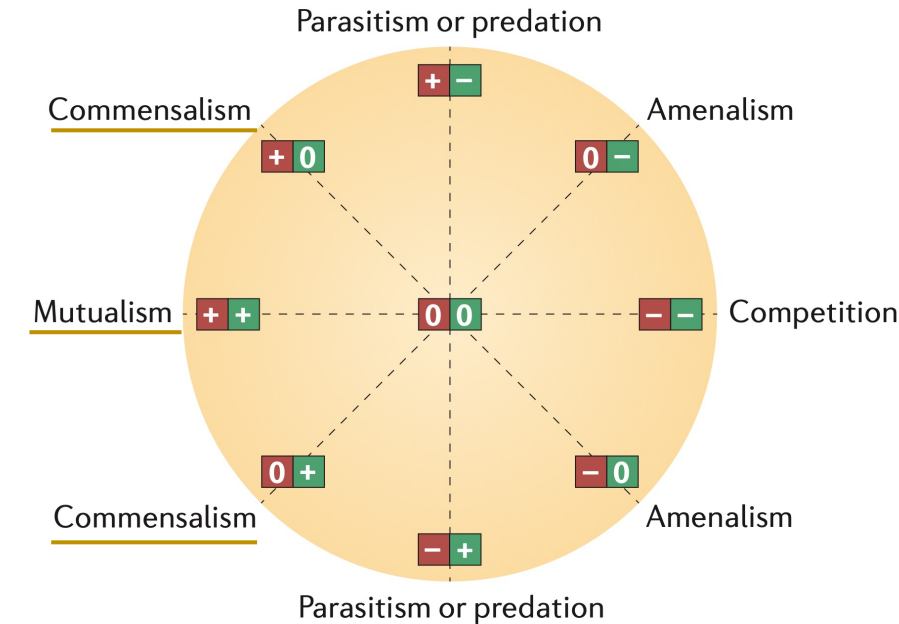 Parasitism or predation
+ −
Commensalism
Amenalism
+ 0
0 −
Mutualism
+ +
0 0
− −
Competition
0 +
− 0
Commensalism
Amenalism
− +
Parasitism or predation